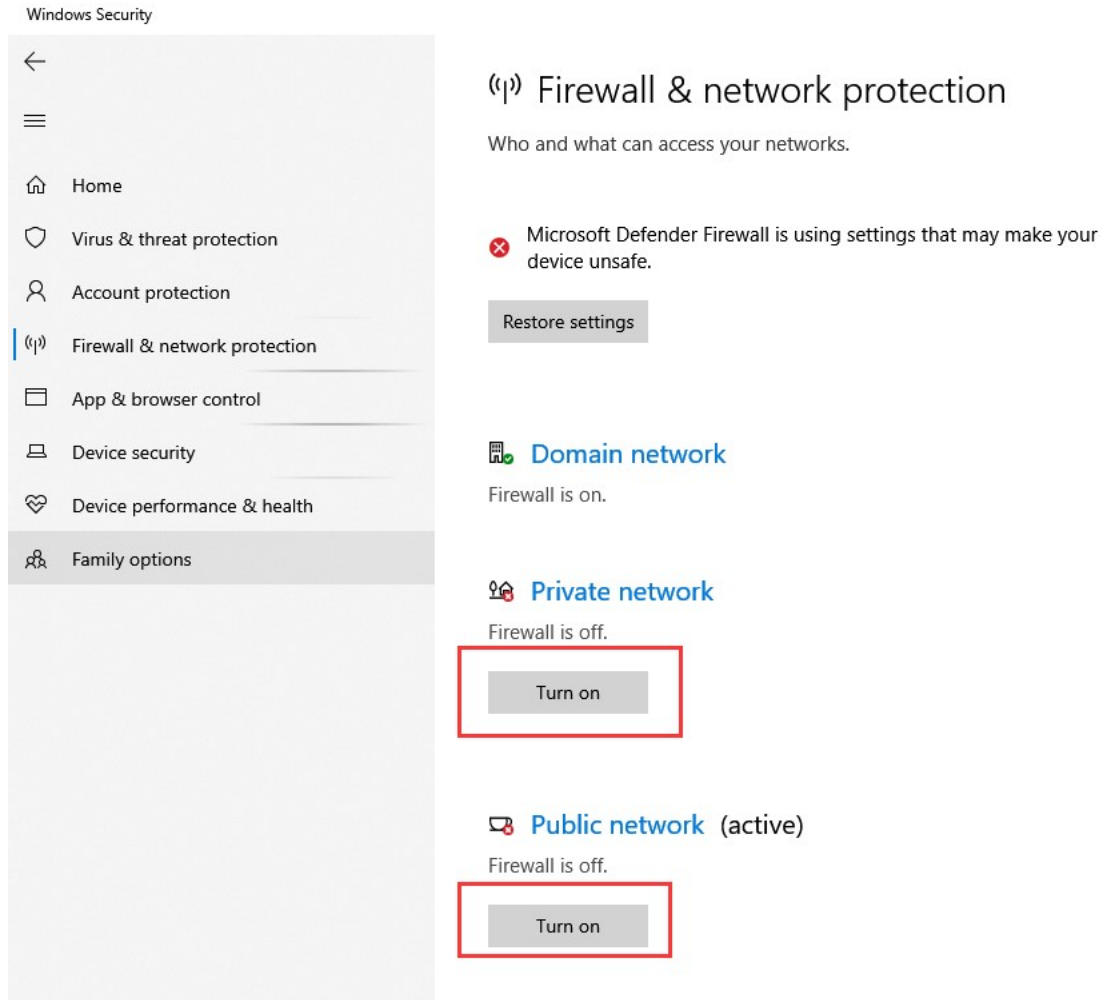 Windows Security
Home
Virus & threat protection
Account protection
Firewall & network protection
App & browser control
Device security
Device performance & health
Family options
Firewall & network protection
Who and what can access your networks.
Microsoft Defender Firewall is using settings that may make your
device unsafe.
Restore settings
Domain network
Firewall is on.
Private network
Firewall is off.
Turn on
Public network (active)
Firewall is off.
Turn on